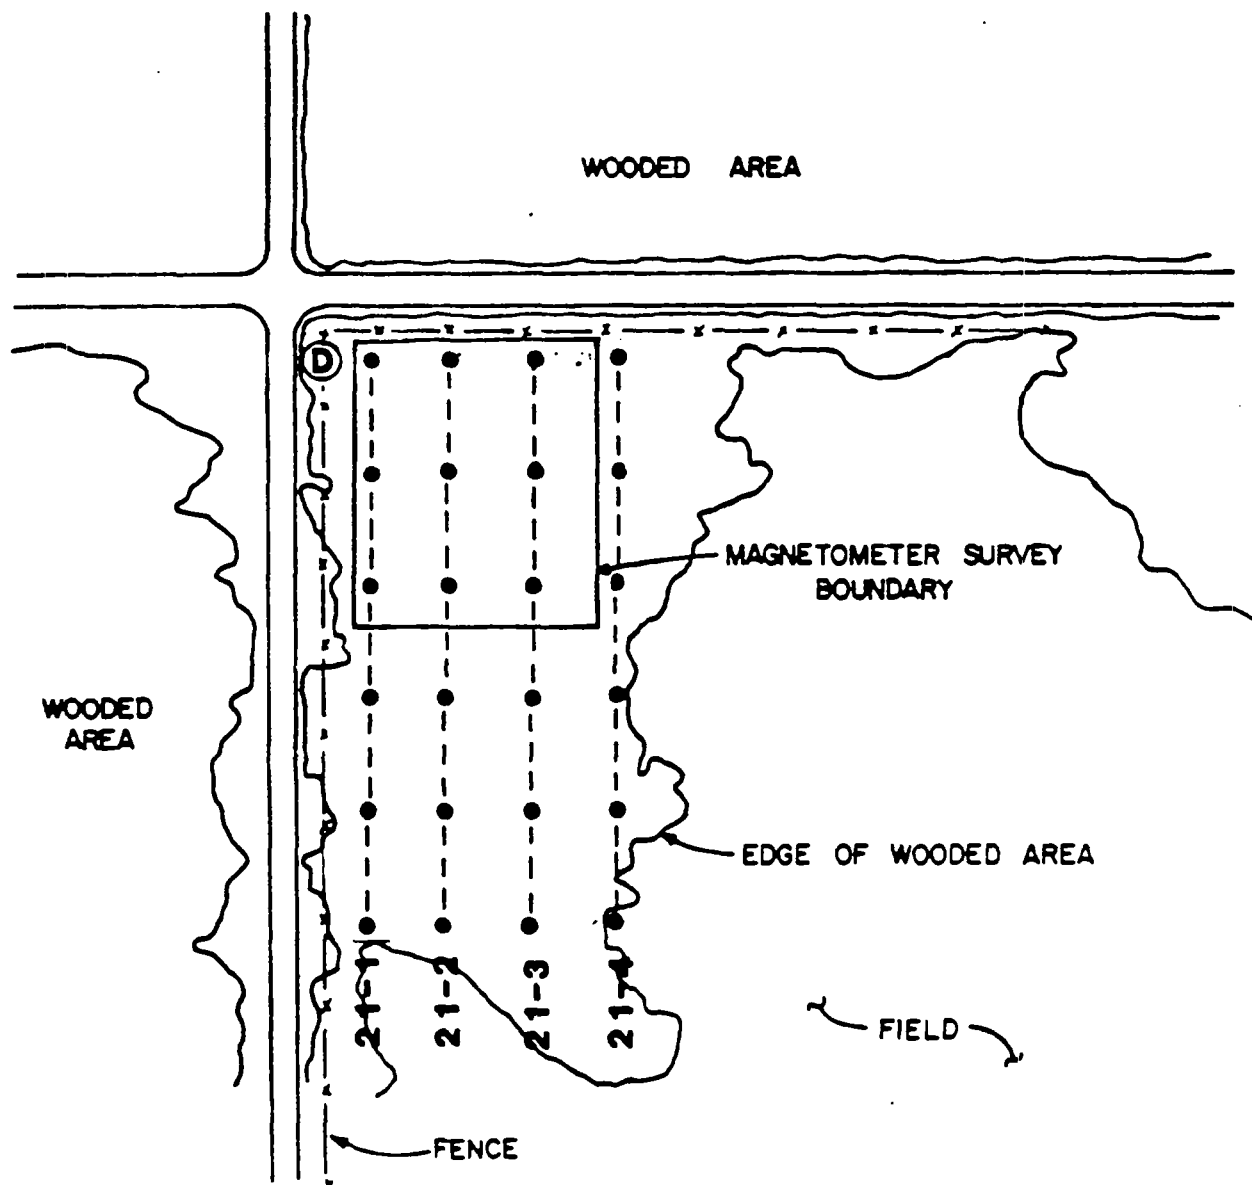 WOODED AREA
D
MAGNETOMETER SURVEY
BOUNDARY
WOODED
AREA
EDGE OF WOODED AREA
21-1
21-2
21-3
21-4
FIELD
FENCE